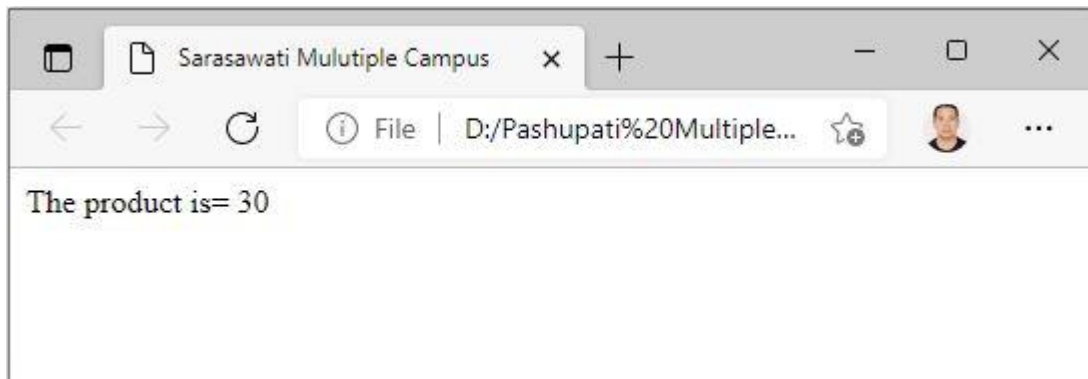 Sarasawati Mulutiple Campus
File D:/Pashupati%20Multiple...
The product is= 30